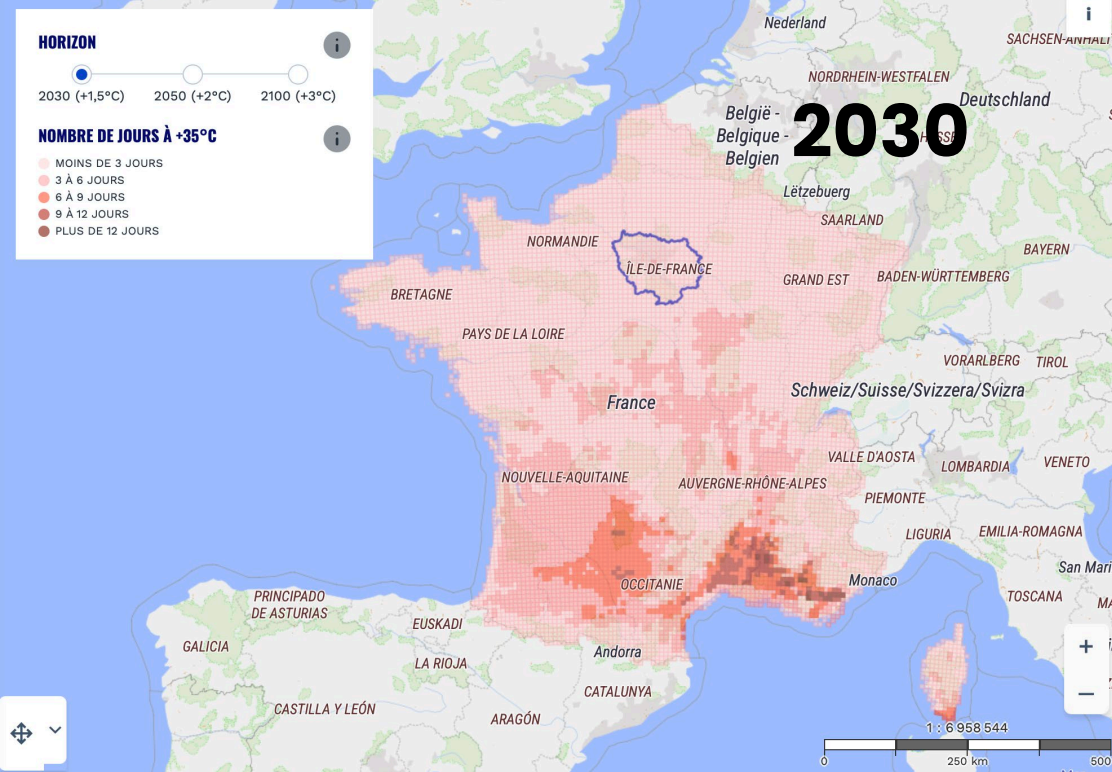 HORIZON
i
2030 (+1,5°C)
2050 (+2°C)
2100 (+3°C)
NOMBRE DE JOURS À +35°C
i
MOINS DE 3 JOURS
3 À 6 JOURS
6 À 9 JOURS
9 À 12 JOURS
PLUS DE 12 JOURS
i
Nederland
SACHSEN-ANHALT
NORDRHEIN-WESTFALEN
Deutschland
België -
Belgique -
Belgien
2030
Lëtzebuerg
SAARLAND
NORMANDIE
ÎLE-DE-FRANCE
GRAND EST
BADEN-WÜRTTEMBERG
BAYERN
BRETAGNE
PAYS DE LA LOIRE
VORARLBERG
TIROL
Schweiz/Suisse/Svizzera/Svizra
France
VALLE D'AOSTA
LOMBARDIA
VENETO
NOUVELLE-AQUITAINE
AUVERGNE-RHÔNE-ALPES
PIEMONTE
LIGURIA
EMILIA-ROMAGNA
San Mari
OCCITANIE
Monaco
TOSCANA
PRINCIPADO
DE ASTURIAS
EUSKADI
GALICIA
Andorra
LA RIOJA
CATALUNYA
CASTILLA Y LEÓN
ARAGÓN
+
−
1 : 6 958 544
0
250 km
500